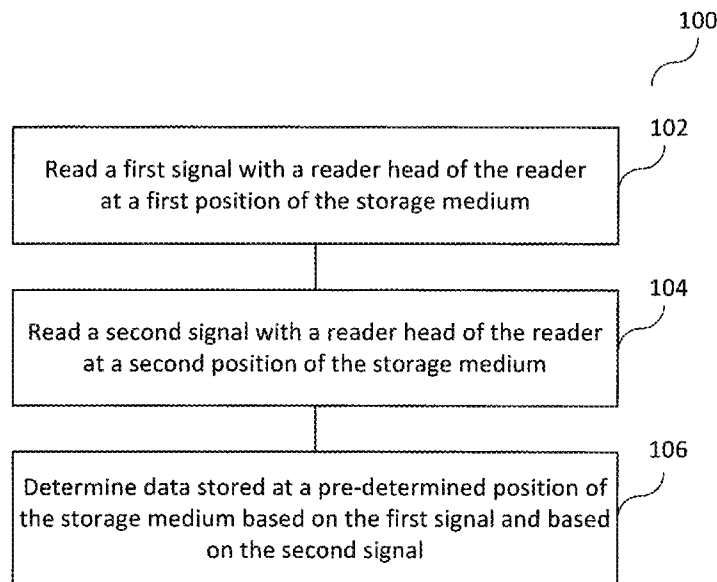 100
102
Read a first signal with a reader head of the reader
at a first position of the storage medium
104
Read a second signal with a reader head of the reader
at a second position of the storage medium
106
Determine data stored at a pre-determined position of
the storage medium based on the first signal and based
on the second signal